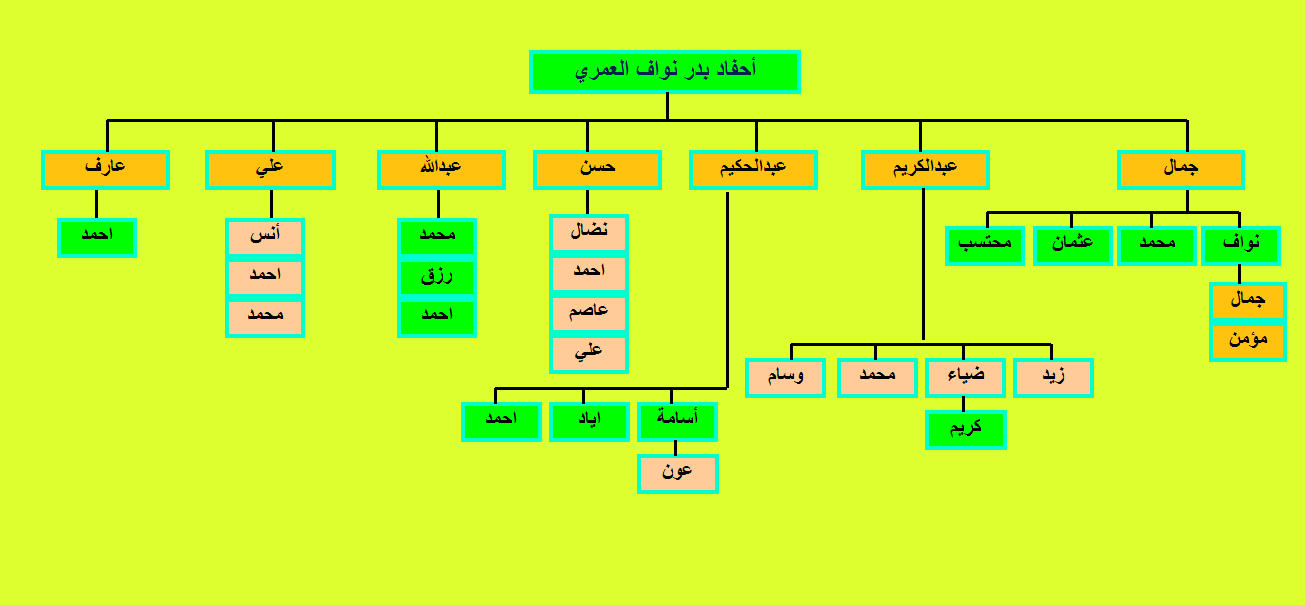 أحفاد بدر نواف العمري
جمال
عبدالكريم
عبدالحكيم
حسن
عبدالله
علي
عارف
نواف
محمد
عثمان
محتسب
جمال
مؤمن
زيد
ضياء
محمد
وسام
كريم
أسامة
اياد
احمد
عون
نضال
احمد
عاصم
علي
محمد
رزق
احمد
أنس
احمد
محمد
احمد